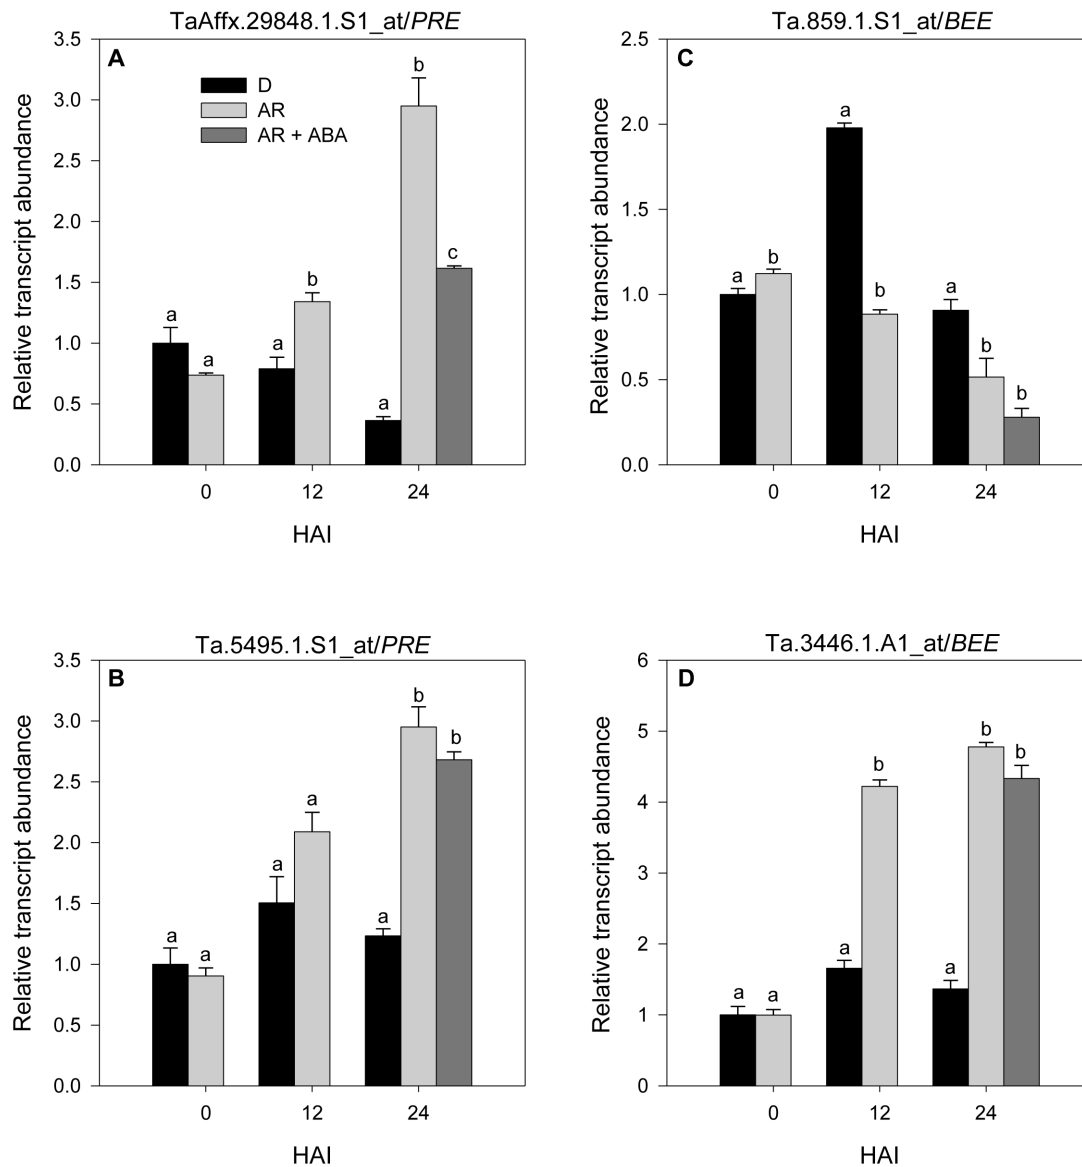 TaAffx.29848.1.S1_at/PRE
A
D
AR
AR + ABA
3.5
3.0
2.5
2.0
1.5
1.0
0.5
0.0
Relative transcript abundance
a
a
a
b
a
b
c
0
12
24
HAI
Ta.859.1.S1_at/BEE
C
2.5
2.0
1.5
1.0
0.5
0.0
Relative transcript abundance
a
b
a
b
a
b
b
0
12
24
HAI
Ta.5495.1.S1_at/PRE
B
3.5
3.0
2.5
2.0
1.5
1.0
0.5
0.0
Relative transcript abundance
a
a
a
a
a
b
b
0
12
24
HAI
Ta.3446.1.A1_at/BEE
D
6
5
4
3
2
1
0
Relative transcript abundance
a
a
a
b
a
b
b
0
12
24
HAI